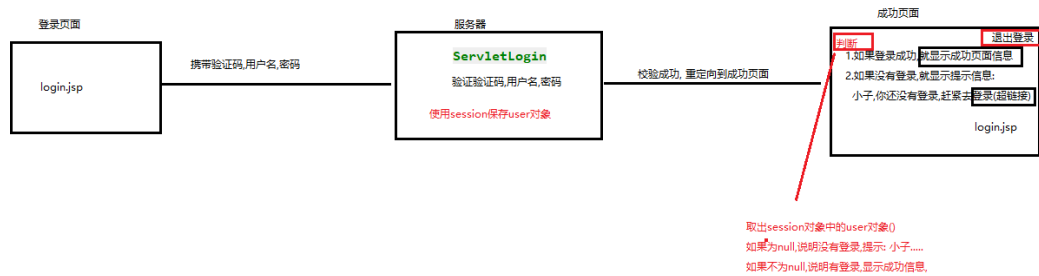 登录页面
login.jsp
携带验证码,用户名,密码
服务器
ServletLogin
验证验证码,用户名,密码
使用session保存user对象
校验成功, 重定向到成功页面
成功页面
退出登录
判断
1.如果登录成功,就显示成功页面信息
2.如果没有登录,就显示提示信息:
小子,你还没有登录,赶紧去登录(超链接)
login.jsp
取出session对象中的user对象()
如果为null,说明没有登录,提示: 小子.....
如果不为null,说明有登录,显示成功信息,